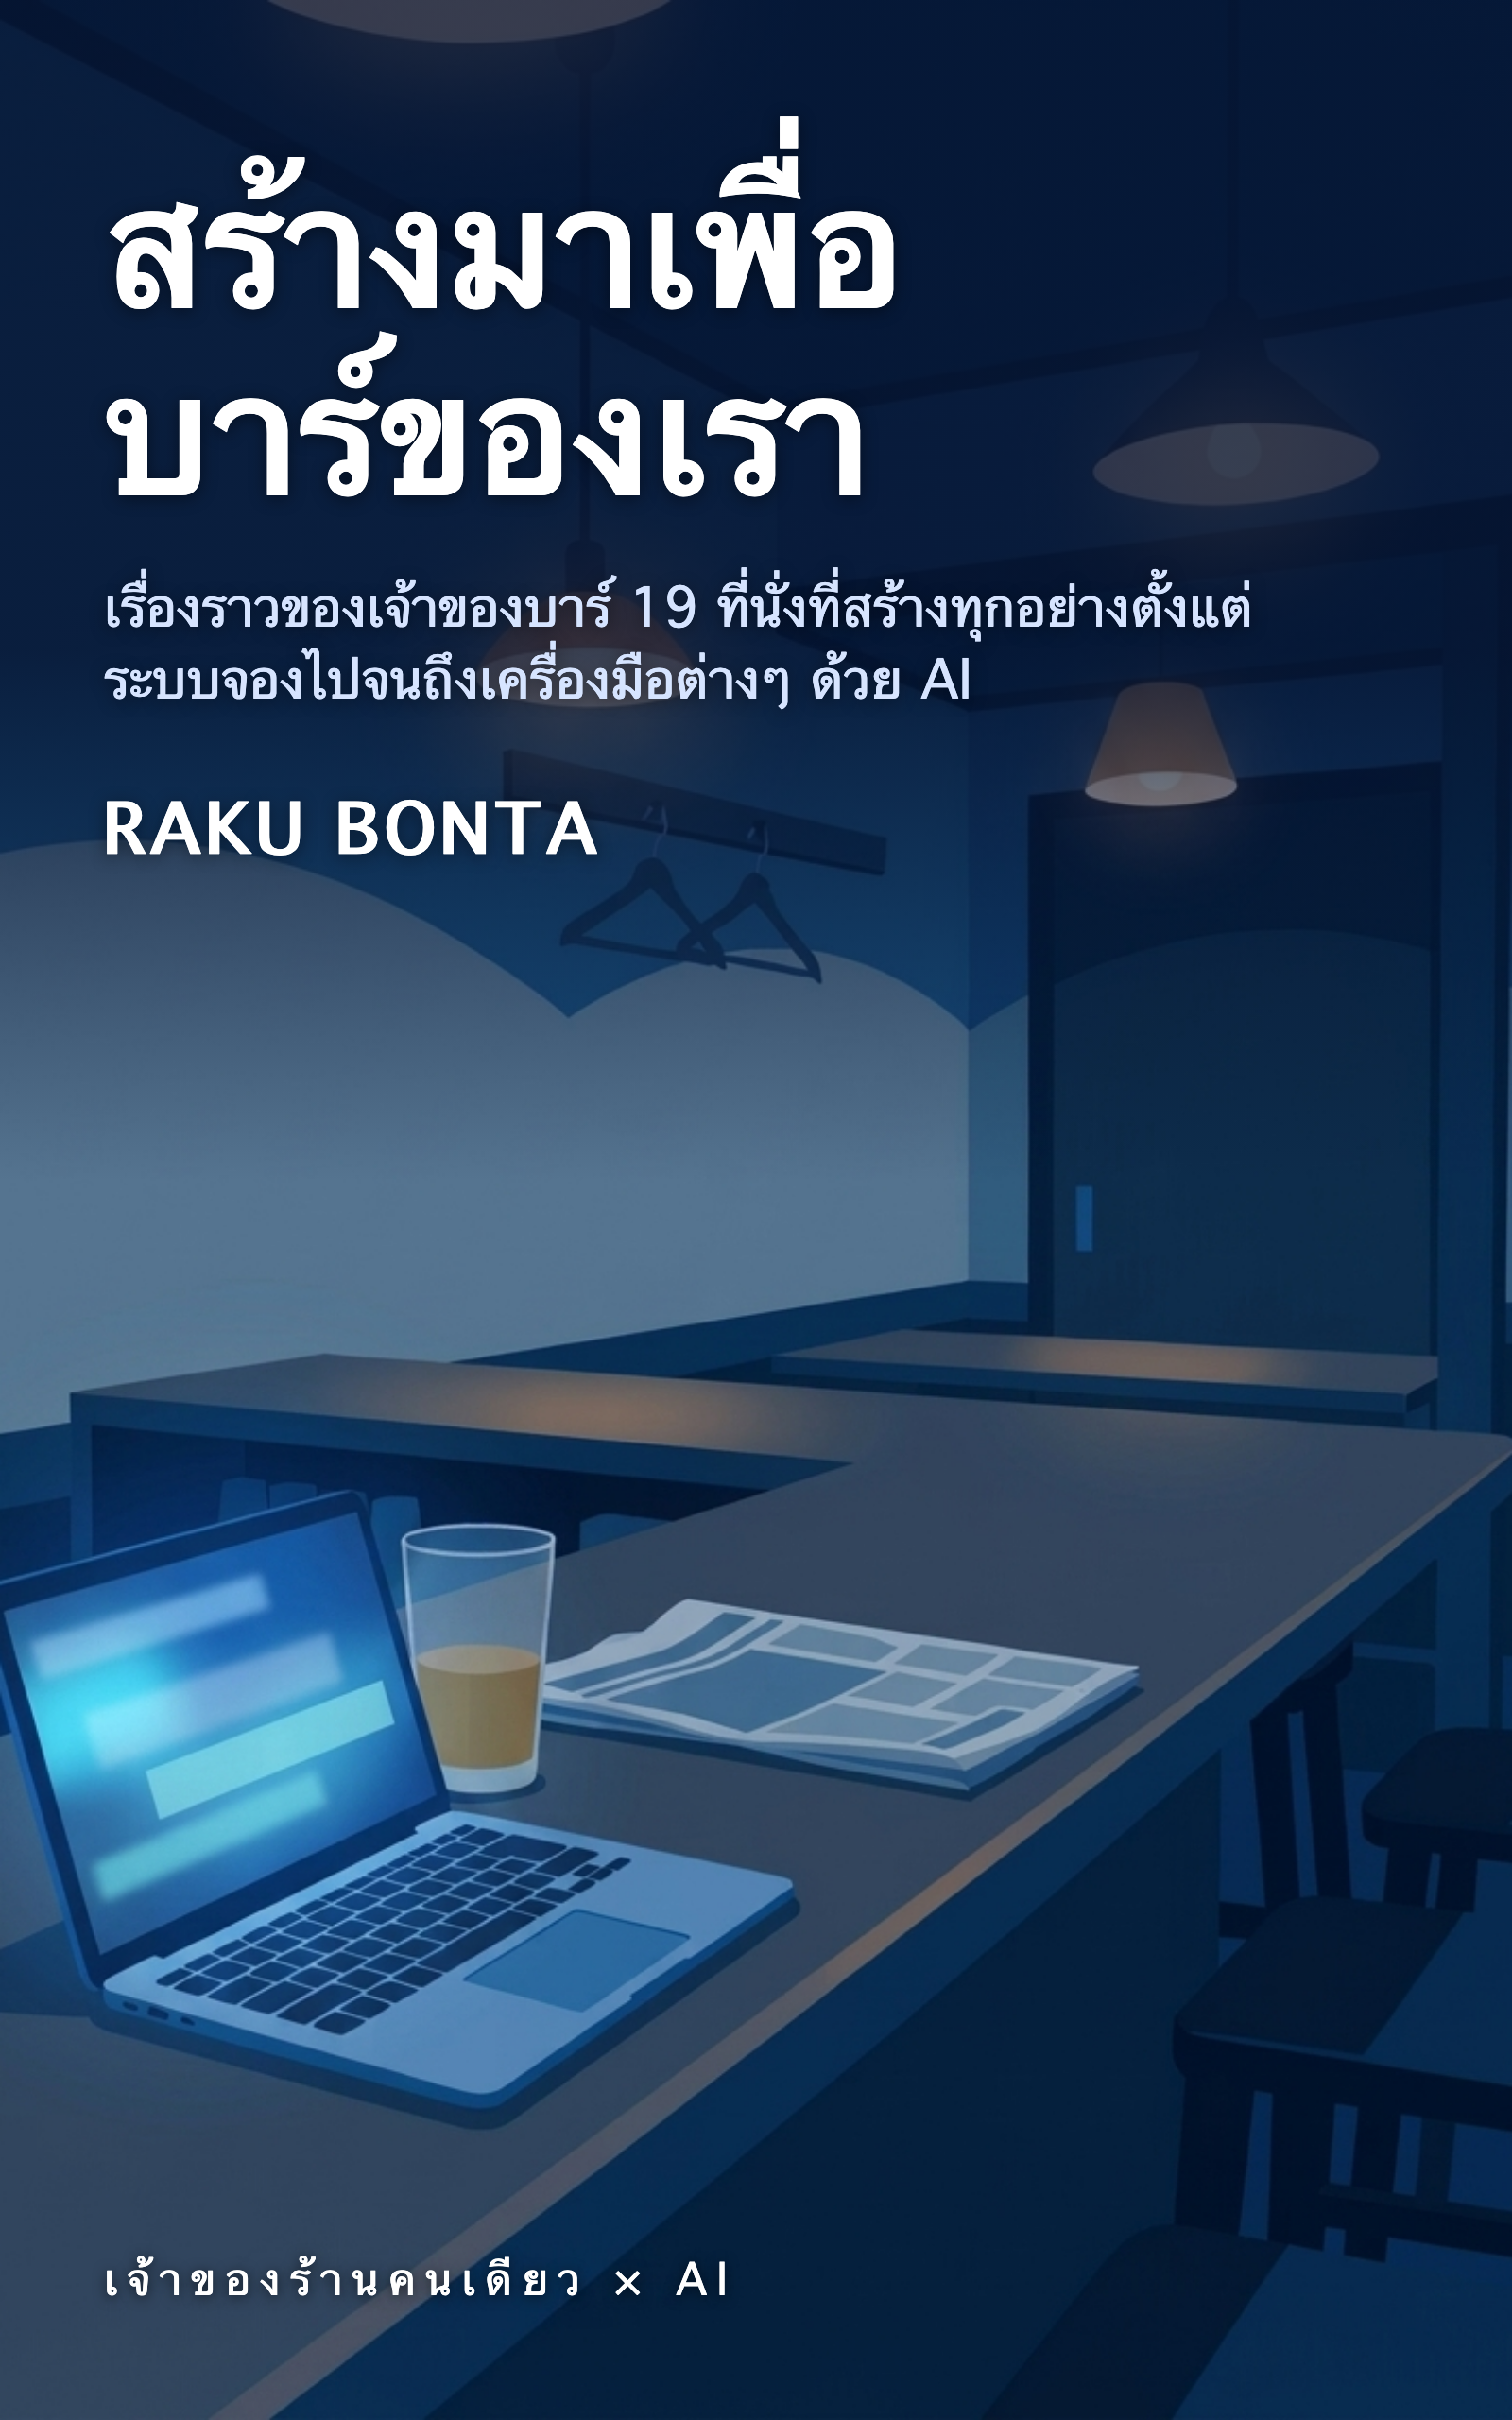 สร้างมาเพื่อ
บาร์ของเรา
เรื่องราวของเจ้าของบาร์ 19 ที่นั่งที่สร้างทุกอย่างตั้งแต่
ระบบจองไปจนถึงเครื่องมือต่างๆ ด้วย AI
RAKU BONTA
เจ้าของร้านคนเดียว × AI